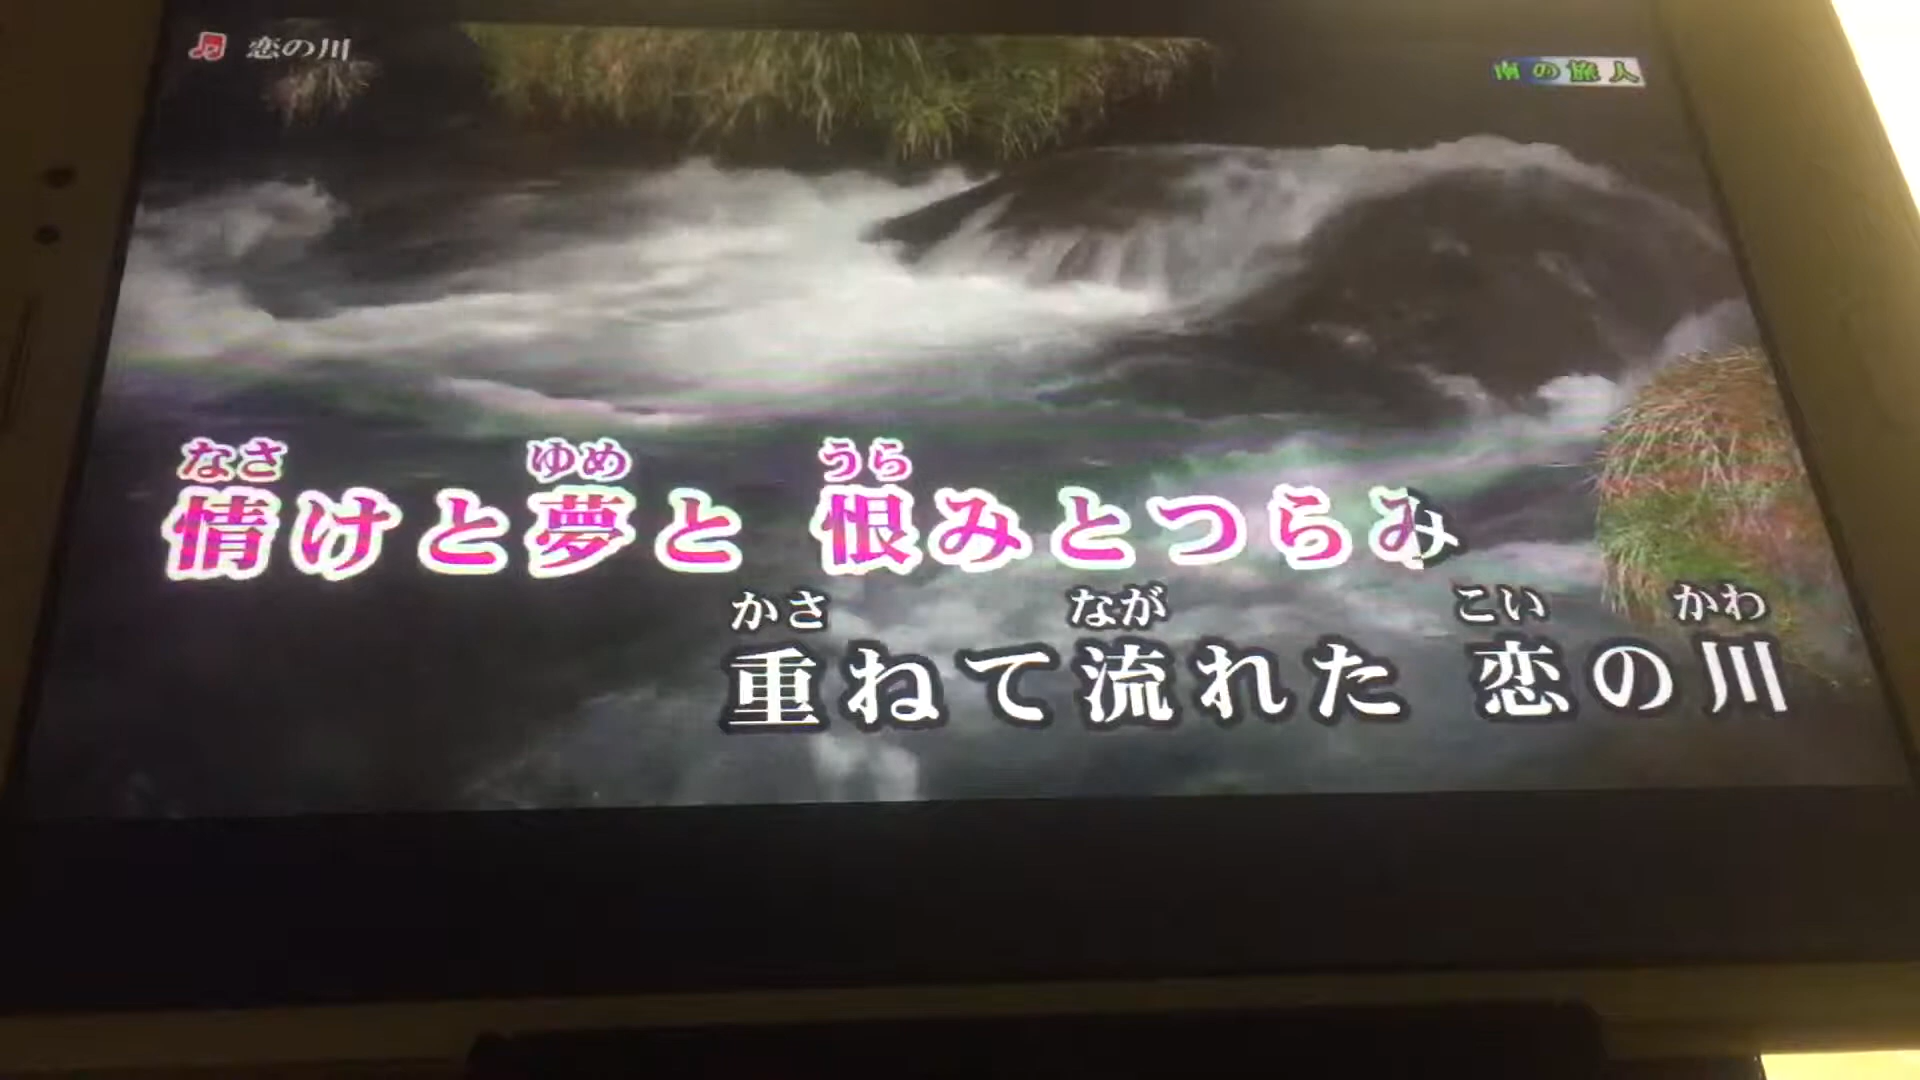 恋の川
南の旅人
なさ ゆめ うら
情けと夢と 恨みとつらみ
かさ なが こい かわ
重ねて流れた 恋の川